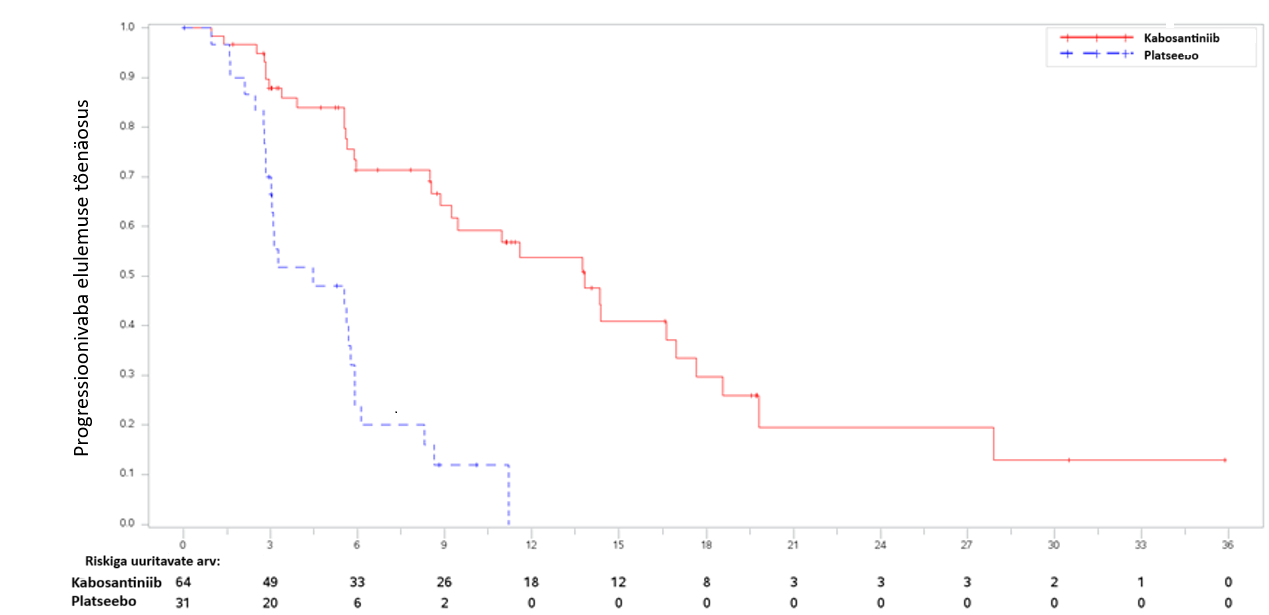 Kabosantiniib
Platseebo
Progressioonivaba elulemuse tõenäosus
1.0
0.9
0.8
0.7
0.6
0.5
0.4
0.3
0.2
0.1
0.0
0 3 6 9 12 15 18 21 24 27 30 33 36
Riskiga uuritavate arv:
Kabosantiniib 64 49 33 26 18 12 8 3 3 3 2 1 0
Platseebo 31 20 6 2 0 0 0 0 0 0 0 0 0